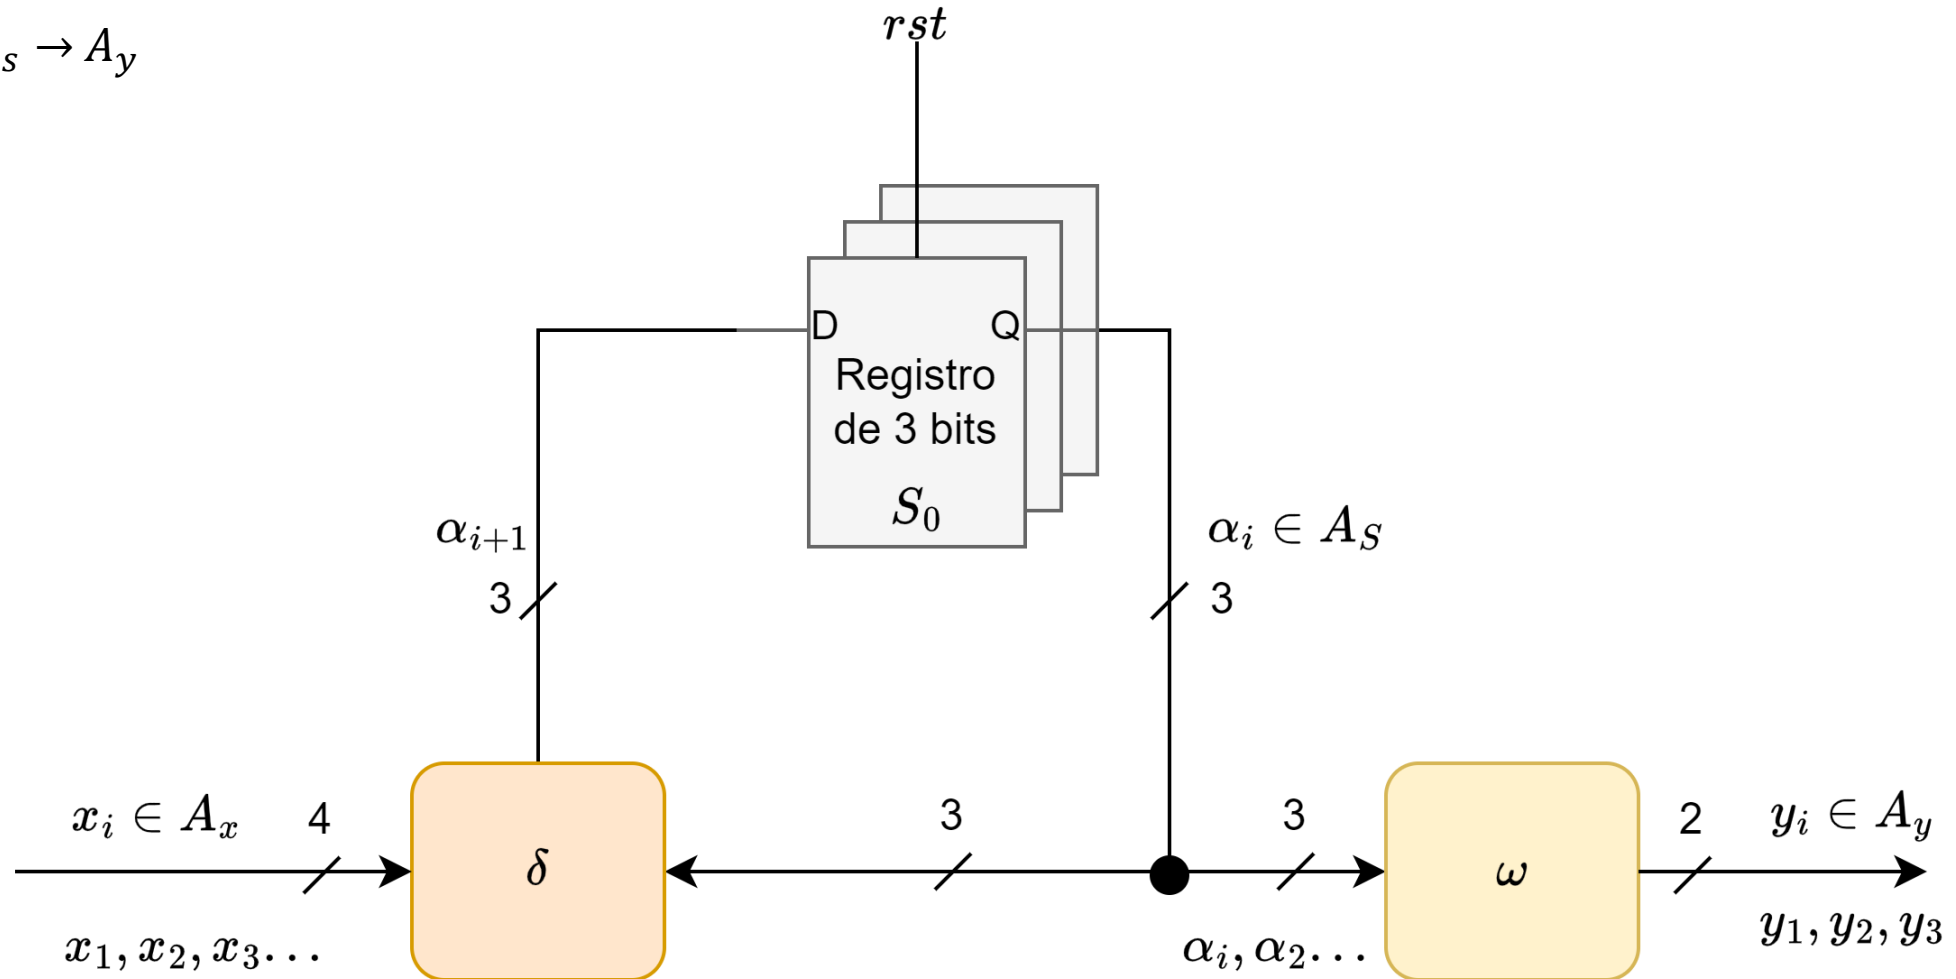 rst
s → A_y
D
Q
Registro
de 3 bits
S_0
α_{i+1}
3
α_i ∈ A_S
3
x_i ∈ A_x
4
δ
3
3
ω
2
y_i ∈ A_y
x_1, x_2, x_3...
α_i, α_2...
y_1, y_2, y_3